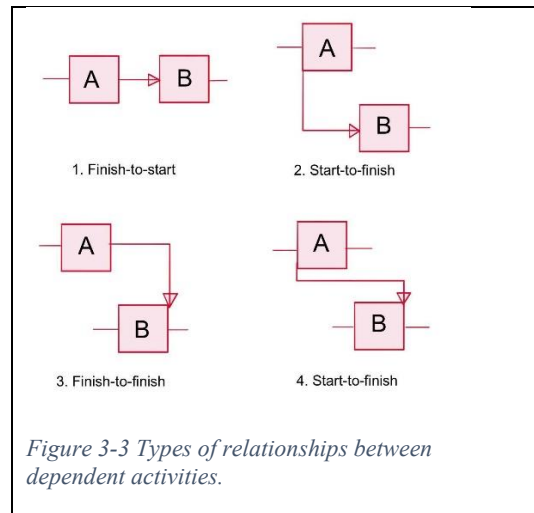 A B
1. Finish-to-start
A
B
2. Start-to-finish
A
B
3. Finish-to-finish
A
B
4. Start-to-finish
Figure 3-3 Types of relationships between
dependent activities.